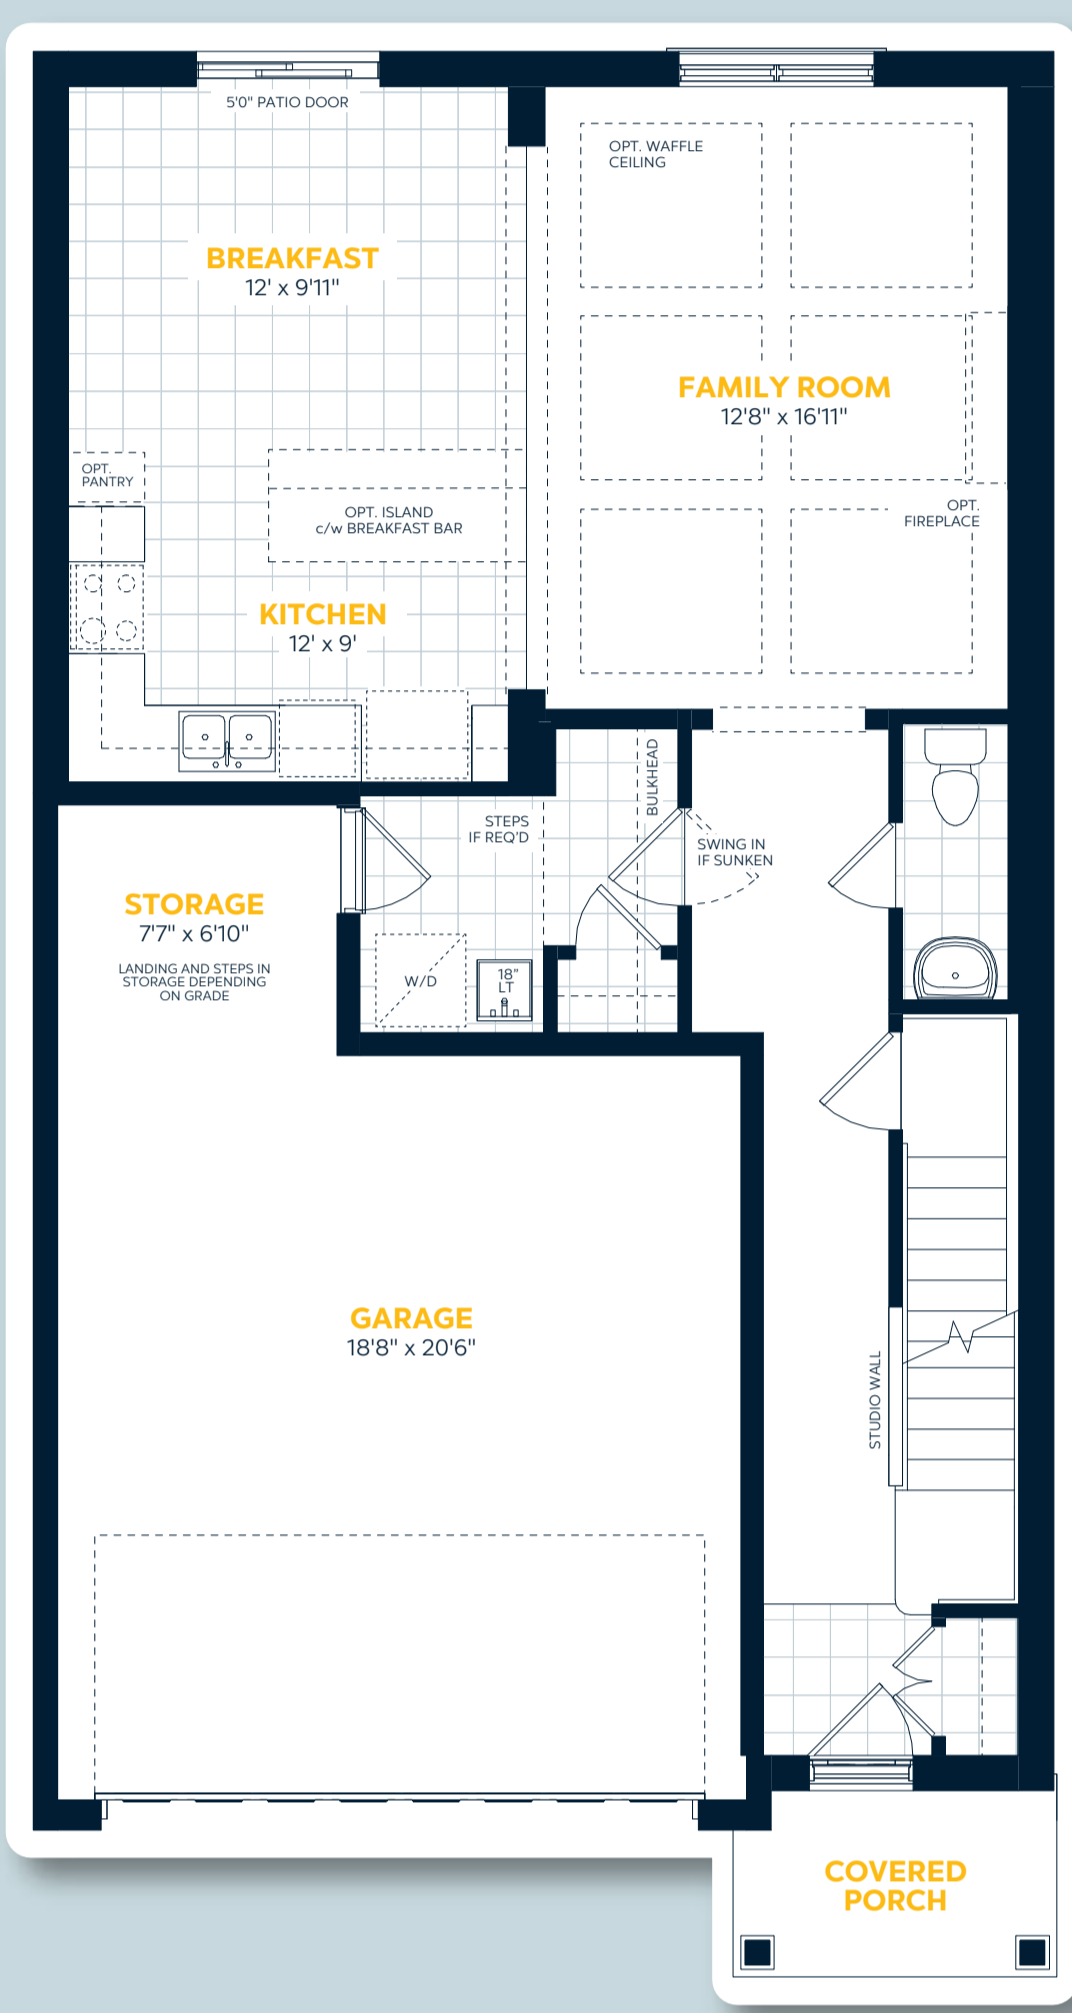 5'0" PATIO DOOR
OPT. WAFFLE
CEILING
BREAKFAST
12' x 9'11"
FAMILY ROOM
12'8" x 16'11"
OPT.
PANTRY
OPT. ISLAND
c/w BREAKFAST BAR
OPT.
FIREPLACE
KITCHEN
12' x 9'
BULKHEAD
STEPS
IF REQ'D
SWING IN
IF SUNKEN
STORAGE
7'7" x 6'10"
LANDING AND STEPS IN
STORAGE DEPENDING
ON GRADE
W/D
18"
LT
GARAGE
18'8" x 20'6"
STUDIO WALL
COVERED
PORCH